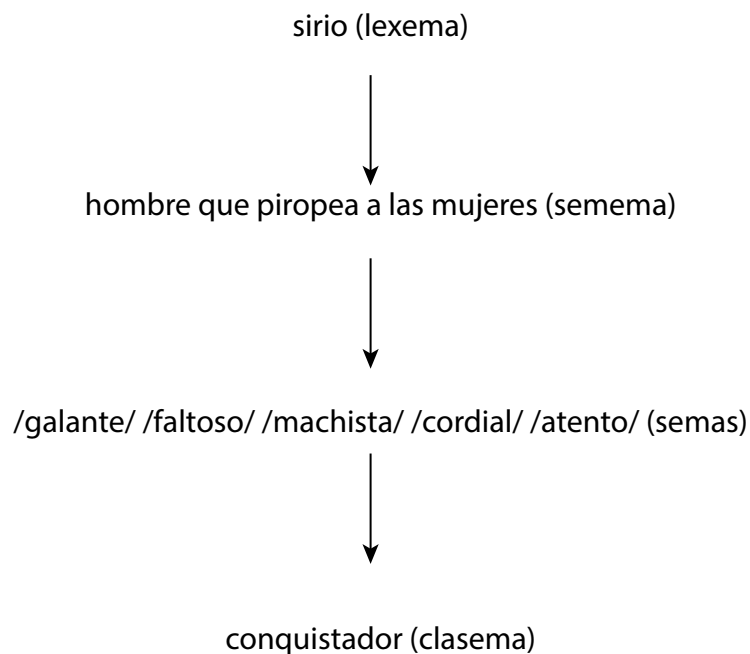 sirio (lexema)
hombre que piropea a las mujeres (semema)
/galante/ /faltoso/ /machista/ /cordial/ /atento/ (semas)
conquistador (clasema)